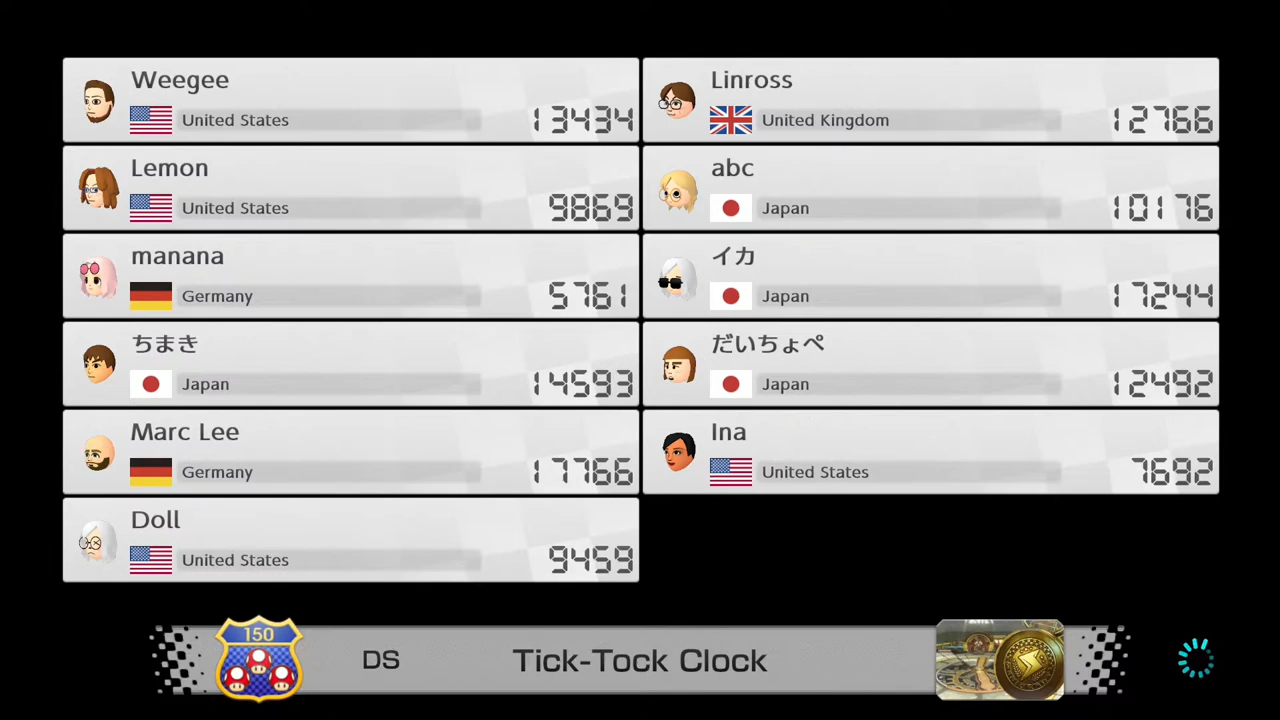 Weegee
United States 13434
Linross
United Kingdom 12766
Lemon
United States 9869
abc
Japan 10176
manana
Germany 5761
イカ
Japan 17244
ちまき
Japan 14593
だいちょぺ
Japan 12492
Marc Lee
Germany 17766
Ina
United States 7692
Doll
United States 9459
150
DS Tick-Tock Clock